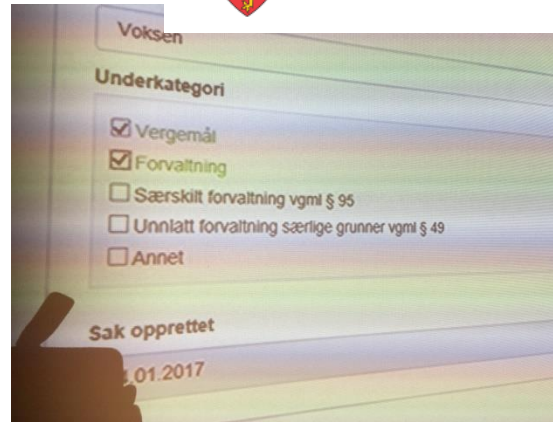 Voksen
Underkategori
Vergemål
Forvaltning
Særskilt forvaltning vgml § 95
Unnlatt forvaltning særlige grunner vgml § 49
Annet
Sak opprettet
.01.2017